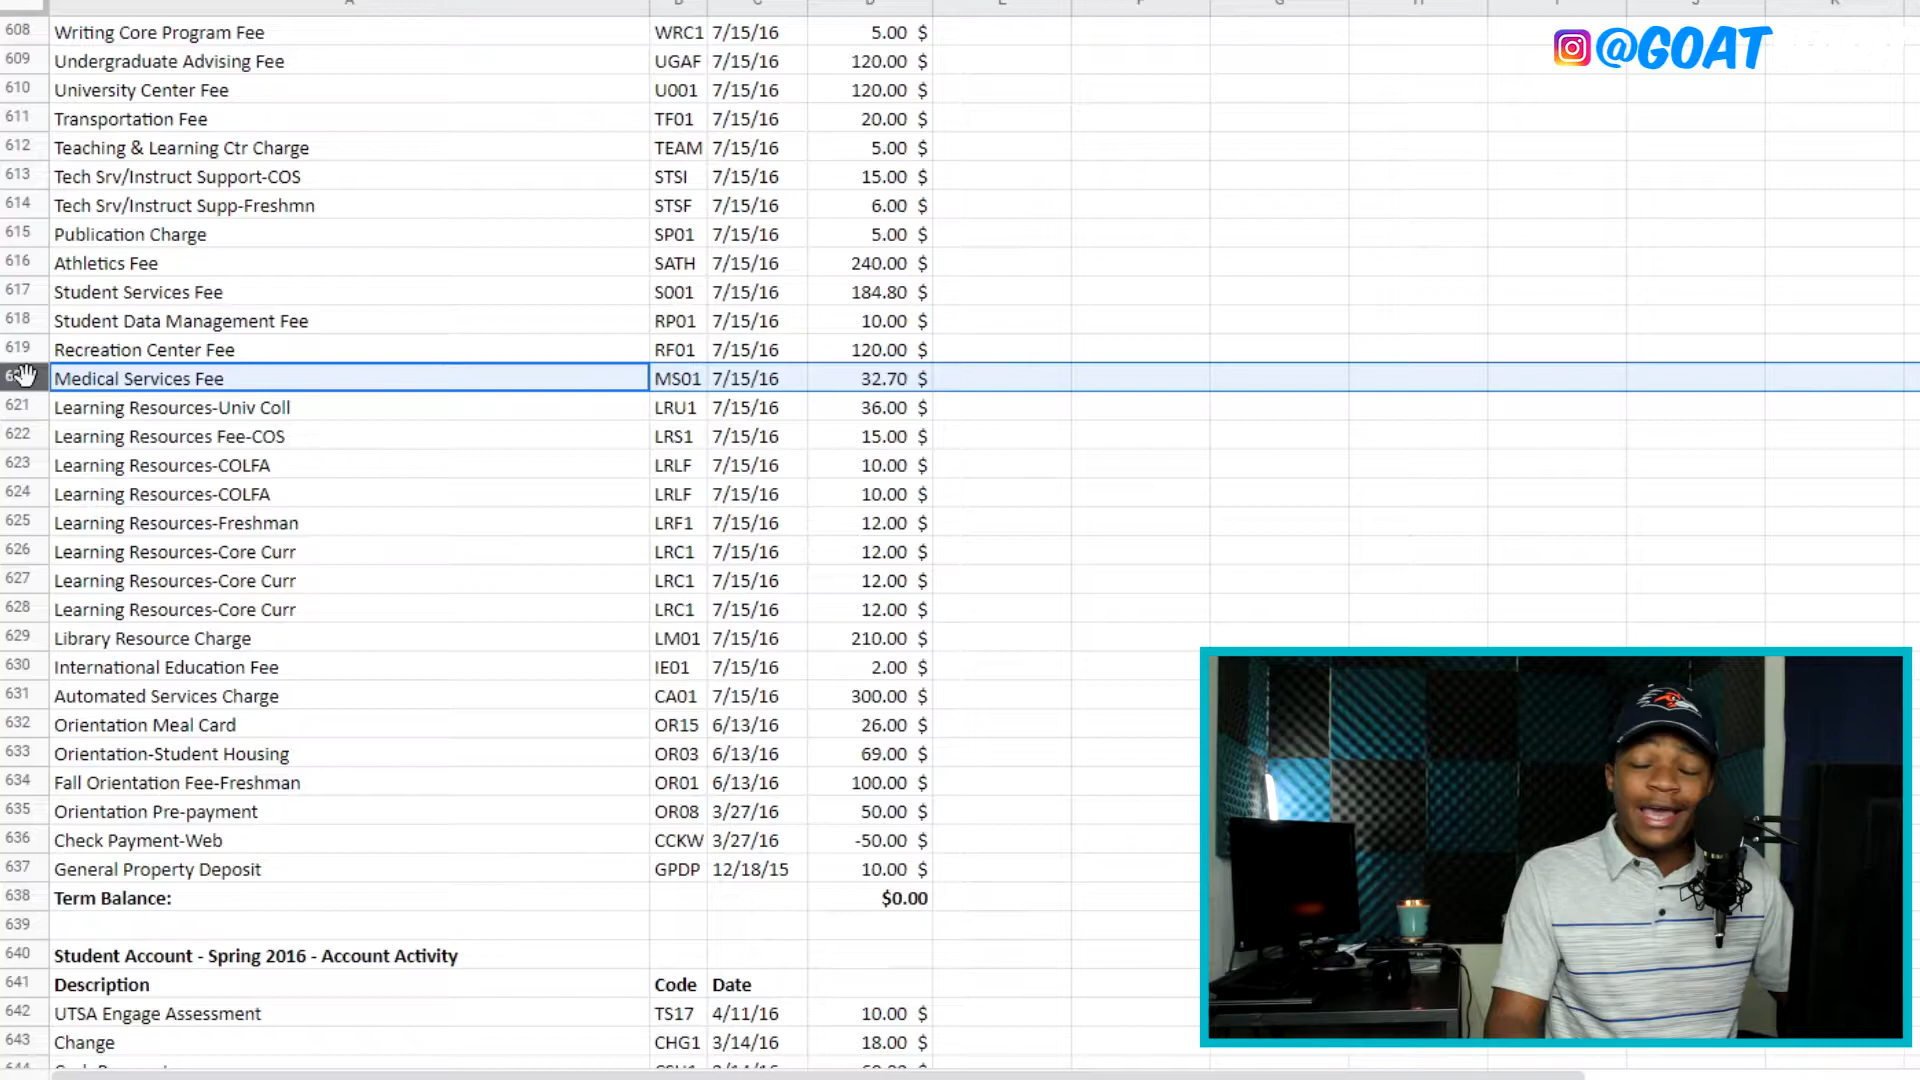 @GOAT
608 Writing Core Program Fee WRC1 7/15/16 5.00 $
609 Undergraduate Advising Fee UGAF 7/15/16 120.00 $
610 University Center Fee U001 7/15/16 120.00 $
611 Transportation Fee TF01 7/15/16 20.00 $
612 Teaching & Learning Ctr Charge TEAM 7/15/16 5.00 $
613 Tech Srv/Instruct Support-COS STSI 7/15/16 15.00 $
614 Tech Srv/Instruct Supp-Freshmn STSF 7/15/16 6.00 $
615 Publication Charge SP01 7/15/16 5.00 $
616 Athletics Fee SATH 7/15/16 240.00 $
617 Student Services Fee S001 7/15/16 184.80 $
618 Student Data Management Fee RP01 7/15/16 10.00 $
619 Recreation Center Fee RF01 7/15/16 120.00 $
Medical Services Fee MS01 7/15/16 32.70 $
621 Learning Resources-Univ Coll LRU1 7/15/16 36.00 $
622 Learning Resources Fee-COS LRS1 7/15/16 15.00 $
623 Learning Resources-COLFA LRLF 7/15/16 10.00 $
624 Learning Resources-COLFA LRLF 7/15/16 10.00 $
625 Learning Resources-Freshman LRF1 7/15/16 12.00 $
626 Learning Resources-Core Curr LRC1 7/15/16 12.00 $
627 Learning Resources-Core Curr LRC1 7/15/16 12.00 $
628 Learning Resources-Core Curr LRC1 7/15/16 12.00 $
629 Library Resource Charge LM01 7/15/16 210.00 $
630 International Education Fee IE01 7/15/16 2.00 $
631 Automated Services Charge CA01 7/15/16 300.00 $
632 Orientation Meal Card OR15 6/13/16 26.00 $
633 Orientation-Student Housing OR03 6/13/16 69.00 $
634 Fall Orientation Fee-Freshman OR01 6/13/16 100.00 $
635 Orientation Pre-payment OR08 3/27/16 50.00 $
636 Check Payment-Web CCKW 3/27/16 -50.00 $
637 General Property Deposit GPDP 12/18/15 10.00 $
638 Term Balance: $0.00
639
640 Student Account - Spring 2016 - Account Activity
641 Description Code Date
642 UTSA Engage Assessment TS17 4/11/16 10.00 $
643 Change CHG1 3/14/16 18.00 $